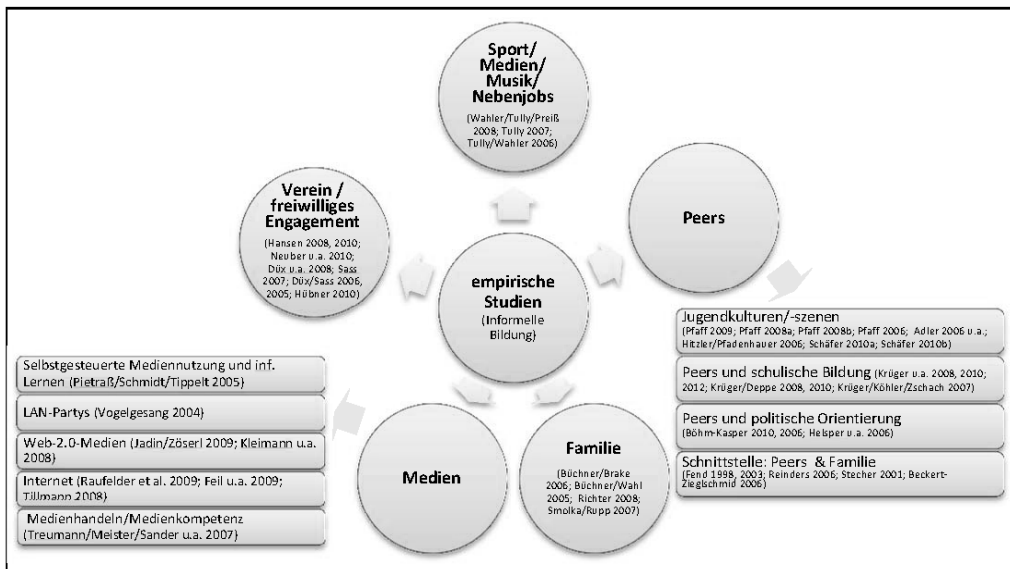 Sport/
Medien/
Musik/
Nebenjobs
(Wahler/Tully/Preiß
2008; Tully 2007;
Tully/Wahler 2006)
Verein /
freiwilliges
Engagement
(Hansen 2008, 2010;
Neuber u.a. 2010;
Düx u.a. 2008; Sass
2007; Düx/Sass 2006,
2005; Hübner 2010)
Peers
empirische
Studien
(Informelle
Bildung)
Jugendkulturen/-szenen
(Pfaff 2009; Pfaff 2008a; Pfaff 2008b; Pfaff 2006; Adler 2006 u.a.;
Hitzler/Pfadenhauer 2006; Schäfer 2010a; Schäfer 2010b)
Peers und schulische Bildung (Krüger u.a. 2008, 2010;
2012; Krüger/Deppe 2008, 2010; Krüger/Köhler/Zschach 2007)
Peers und politische Orientierung
(Böhm-Kasper 2010, 2006; Helsper u.a. 2006)
Schnittstelle: Peers & Familie
(Fend 1998, 2003; Reinders 2006; Stecher 2001; Beckert-
Zieglschmid 2006)
Selbstgesteuerte Mediennutzung und inf.
Lernen (Pietraß/Schmidt/Tippelt 2005)
LAN-Partys (Vogelgesang 2004)
Web-2.0-Medien (Jadin/Zöserl 2009; Kleimann u.a.
2008)
Internet (Raufelder et al. 2009; Feil u.a. 2009;
Tillmann 2008)
Medienhandeln/Medienkompetenz
(Treumann/Meister/Sander u.a. 2007)
Medien
Familie
(Büchner/Brake
2006; Büchner/Wahl
2005; Richter 2008;
Smolka/Rupp 2007)